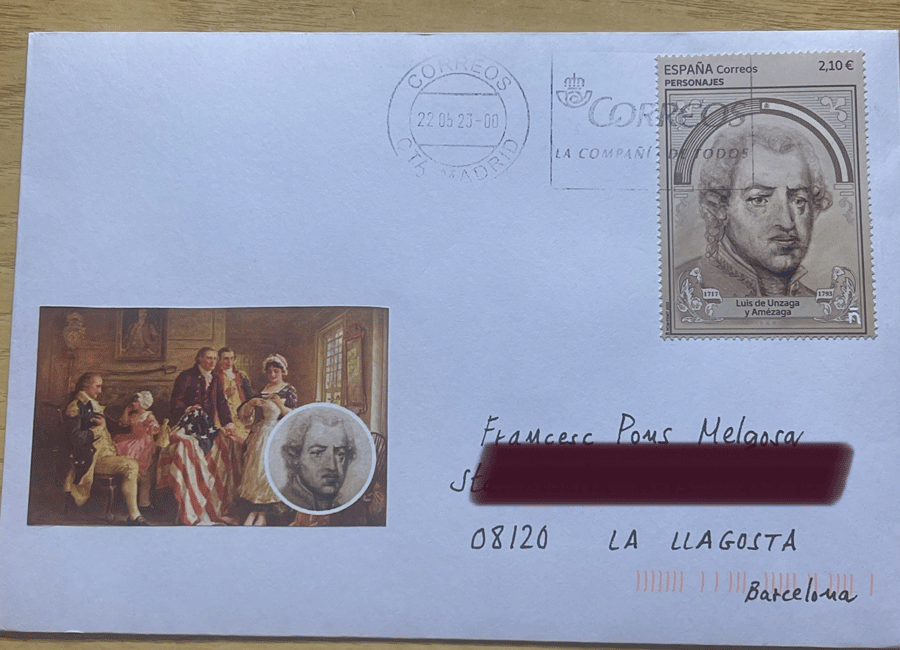 CORREOS
22 05 23-00
CTA MADRID
CORREOS
LA COMPAÑÍ DE TODOS
ESPAÑA Correos 2,10 €
PERSONAJES
1717 1793
Luis de Unzaga
y Amézaga
Francesc Pons Melgosa
08120 LA LLAGOSTA
Barcelona